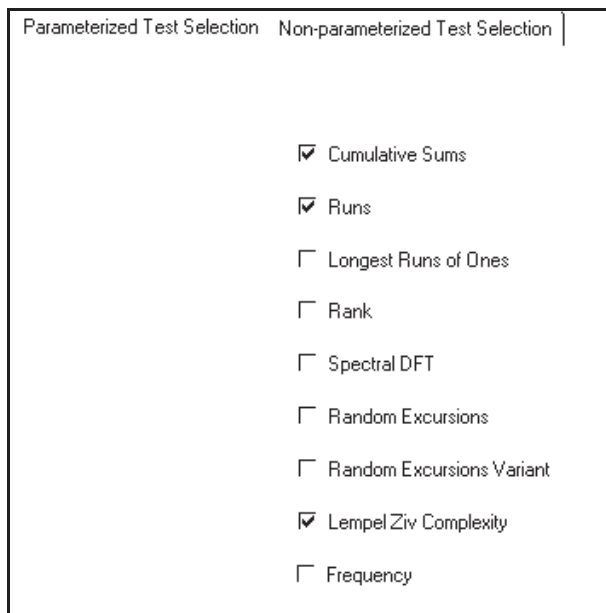 Parameterized Test Selection Non-parameterized Test Selection
Cumulative Sums
Runs
Longest Runs of Ones
Rank
Spectral DFT
Random Excursions
Random Excursions Variant
Lempel Ziv Complexity
Frequency